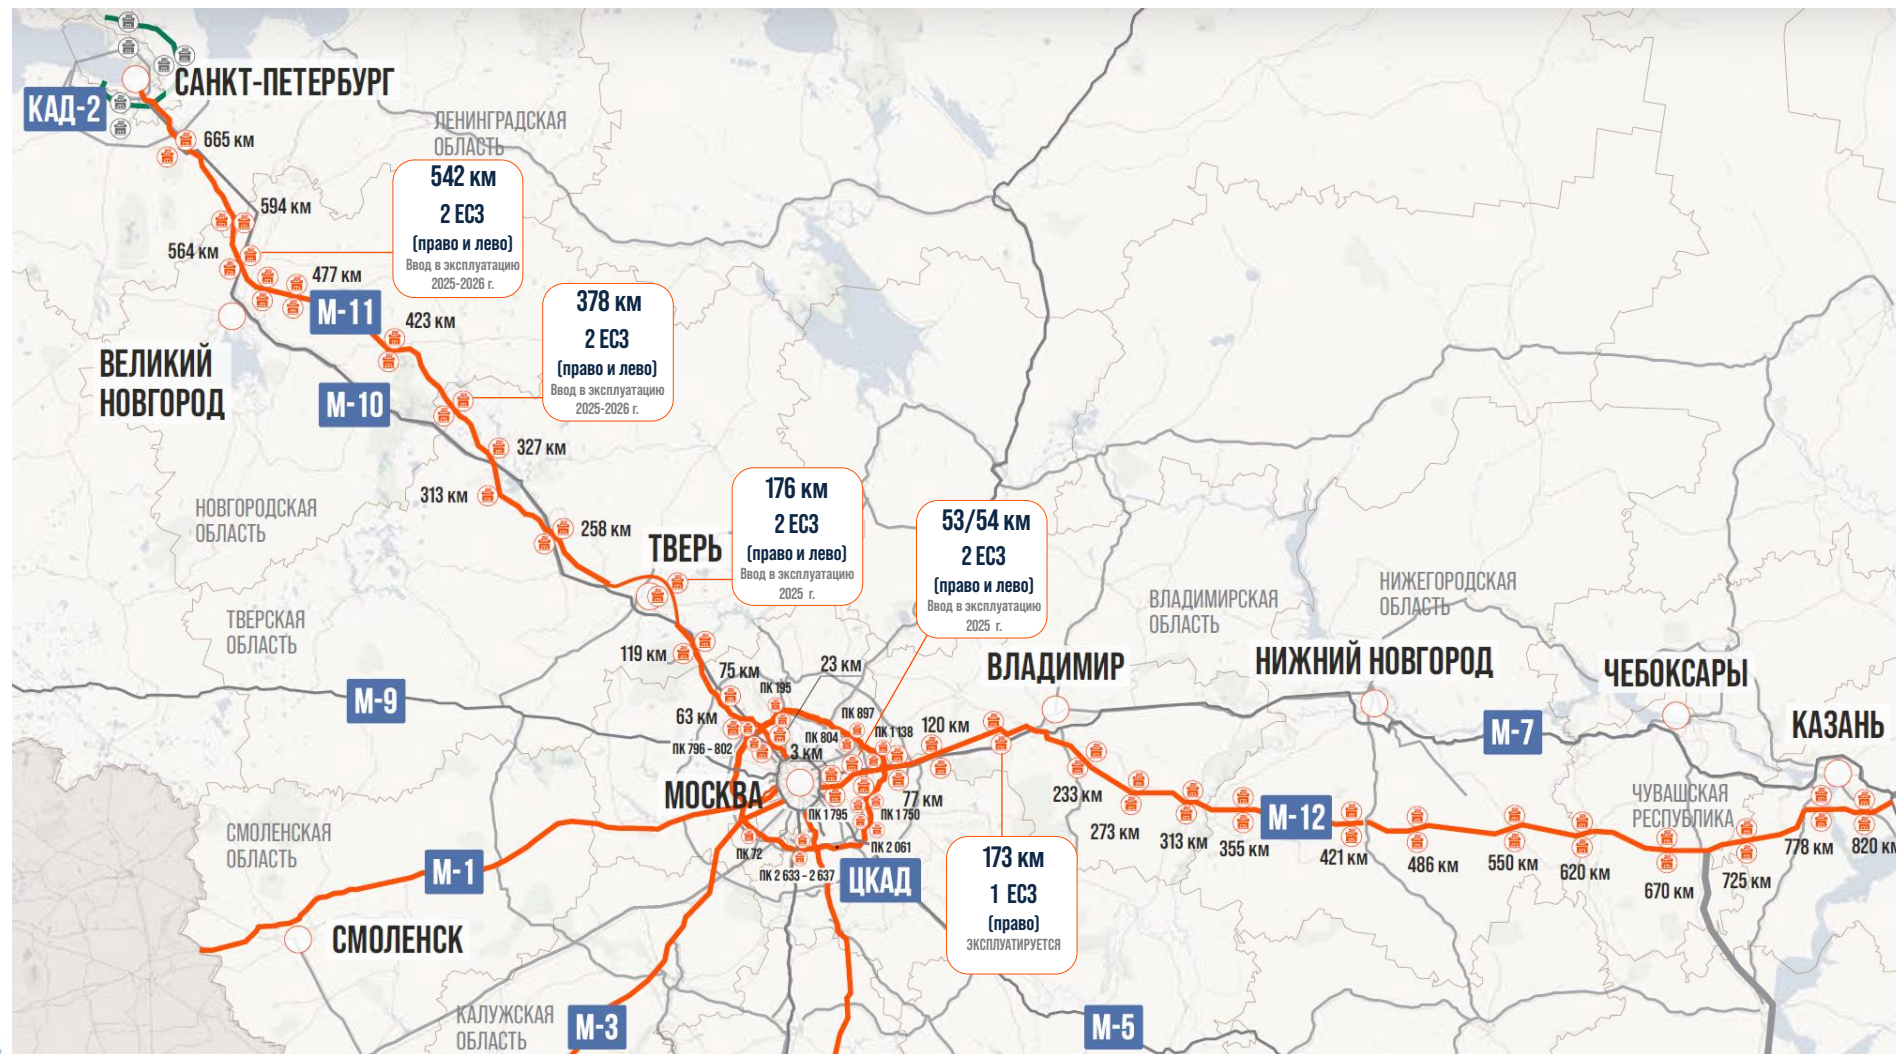 САНКТ-ПЕТЕРБУРГ
КАД-2
ЛЕНИНГРАДСКАЯ
ОБЛАСТЬ
665 км
542 км
2 ЕСЗ
(право и лево)
Ввод в эксплуатацию
2025-2026 г.
594 км
564 км
477 км
М-11
378 км
2 ЕСЗ
(право и лево)
Ввод в эксплуатацию
2025-2026 г.
423 км
ВЕЛИКИЙ
НОВГОРОД
М-10
327 км
313 км
НОВГОРОДСКАЯ
ОБЛАСТЬ
258 км
ТВЕРЬ
176 км
2 ЕСЗ
(право и лево)
Ввод в эксплуатацию
2025 г.
53/54 км
2 ЕСЗ
(право и лево)
Ввод в эксплуатацию
2025 г.
ТВЕРСКАЯ
ОБЛАСТЬ
ВЛАДИМИРСКАЯ
ОБЛАСТЬ
НИЖЕГОРОДСКАЯ
ОБЛАСТЬ
119 км
75 км
23 км
ВЛАДИМИР
НИЖНИЙ НОВГОРОД
ЧЕБОКСАРЫ
КАЗАНЬ
М-9
ПК 195
63 км
ПК 897
120 км
М-7
ПК 796 - 802
ПК 804
ПК 1 138
3 км
МОСКВА
77 км
233 км
ПК 1 795
ПК 1 750
273 км
313 км
355 км
М-12
ЧУВАШСКАЯ
РЕСПУБЛИКА
СМОЛЕНСКАЯ
ОБЛАСТЬ
ПК 72
ПК 2 061
421 км
486 км
550 км
620 км
670 км
725 км
778 км
820 км
М-1
ПК 2 633 - 2 637
ЦКАД
173 км
1 ЕСЗ
(право)
ЭКСПЛУАТИРУЕТСЯ
СМОЛЕНСК
КАЛУЖСКАЯ
ОБЛАСТЬ
М-3
М-5